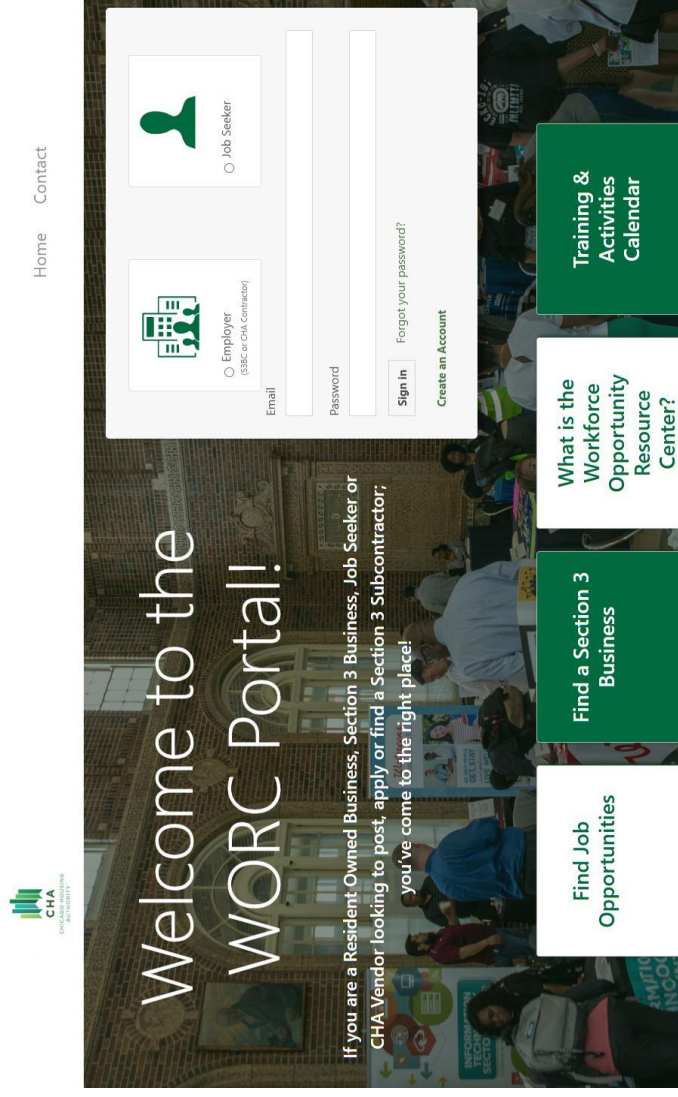 CHA
CHICAGO HOUSING
AUTHORITY
Home Contact
Welcome to the
WORC Portal!
If you are a Resident Owned Business, Section 3 Business, Job Seeker or
CHA Vendor looking to post, apply or find a Section 3 Subcontractor;
you've come to the right place!
Employer
(S3BC or CHA Contractor)
Job Seeker
Email
Password
Sign in Forgot your password?
Create an Account
Find Job
Opportunities
Find a Section 3
Business
What is the
Workforce
Opportunity
Resource
Center?
Training &
Activities
Calendar
INFORMATION